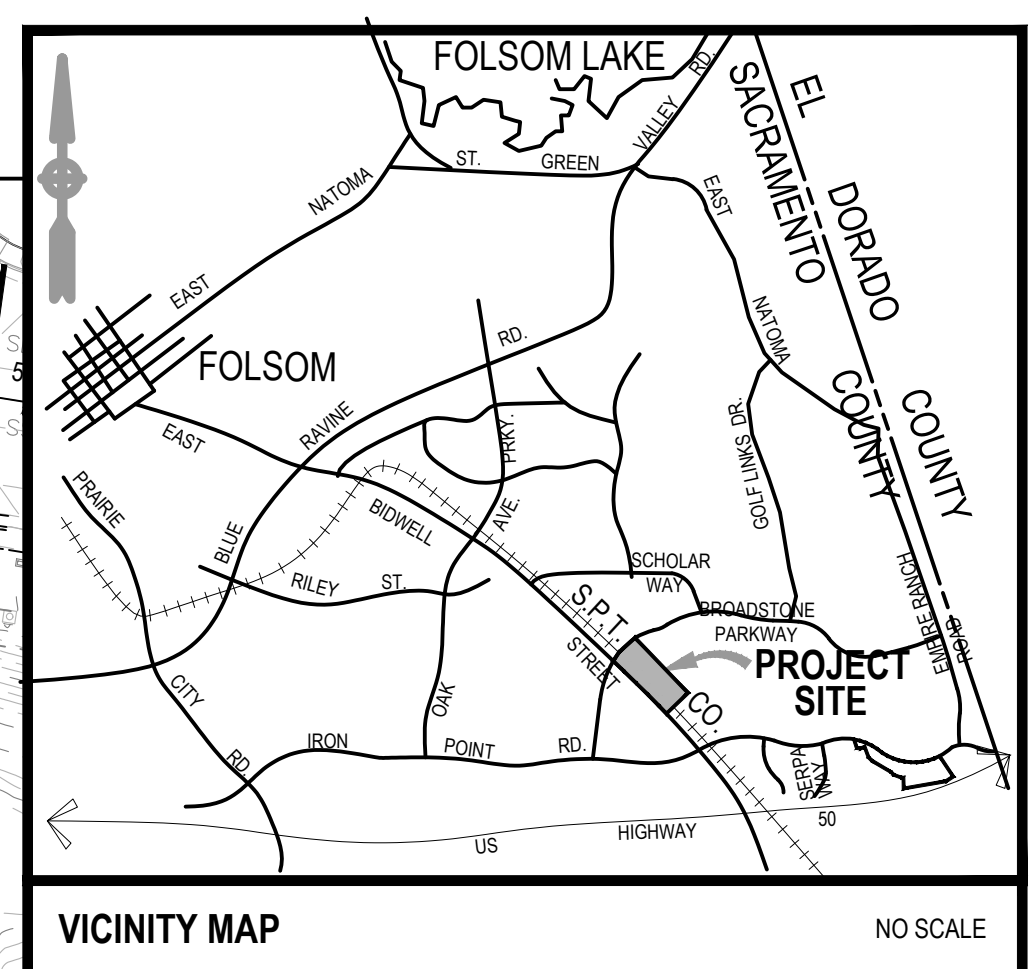 FOLSOM LAKE
RD.
VALLEY
GREEN
ST.
NATOMA
EAST
EL
DORADO
COUNTY
SACRAMENTO
COUNTY
EAST
NATOMA
FOLSOM
RD.
RAVINE
BLUE
EAST
BIDWELL
STREET
PRKY.
AVE.
OAK
GOLF LINKS DR.
PRAIRIE
CITY
RD.
RILEY ST.
SCHOLAR
WAY
BROADSTONE
PARKWAY
EMPIRE RANCH
ROAD
S.P.T.
CO.
PROJECT
SITE
IRON POINT RD.
SERPA
WAY
US HIGHWAY 50
5
S
S
VICINITY MAP
NO SCALE